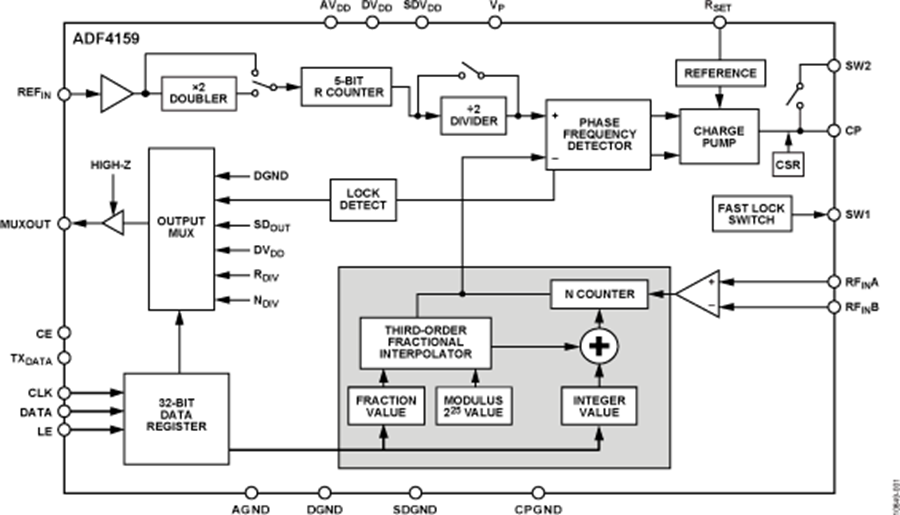 AVDD DVDD SDVDD VP RSET
ADF4159
REFIN
×2
DOUBLER
5-BIT
R COUNTER
÷2
DIVIDER
+
–
PHASE
FREQUENCY
DETECTOR
REFERENCE
CHARGE
PUMP
SW2
CP
CSR
HIGH-Z
MUXOUT
OUTPUT
MUX
DGND
LOCK
DETECT
SDOUT
DVDD
RDIV
NDIV
FAST LOCK
SWITCH
SW1
N COUNTER
+
–
RFINA
RFINB
THIRD-ORDER
FRACTIONAL
INTERPOLATOR
+
CE
TXDATA
CLK
DATA
LE
32-BIT
DATA
REGISTER
FRACTION
VALUE
MODULUS
2²⁵ VALUE
INTEGER
VALUE
AGND DGND SDGND CPGND
10849-001